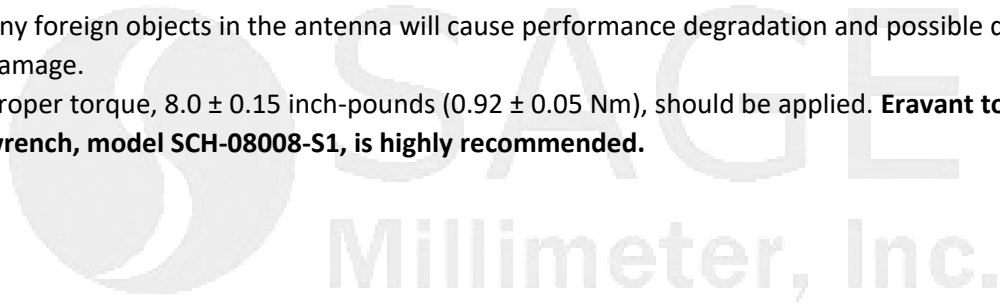 ny foreign objects in the antenna will cause performance degradation and possible
amage.
roper torque, 8.0 ± 0.15 inch-pounds (0.92 ± 0.05 Nm), should be applied. Eravant
wrench, model SCH-08008-S1, is highly recommended.
SAGE
Millimeter, Inc.